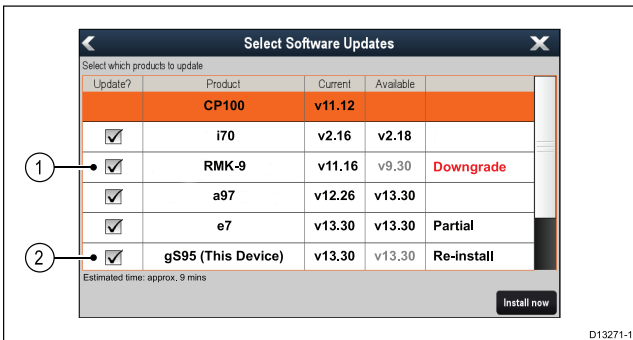 Select Software Updates
Select which products to update
Update? Product Current Available
CP100 v11.12
i70 v2.16 v2.18
1 RMK-9 v11.16 v9.30 Downgrade
a97 v12.26 v13.30
e7 v13.30 v13.30 Partial
2 gS95 (This Device) v13.30 v13.30 Re-install
Estimated time: approx. 9 mins
Install now
D13271-1